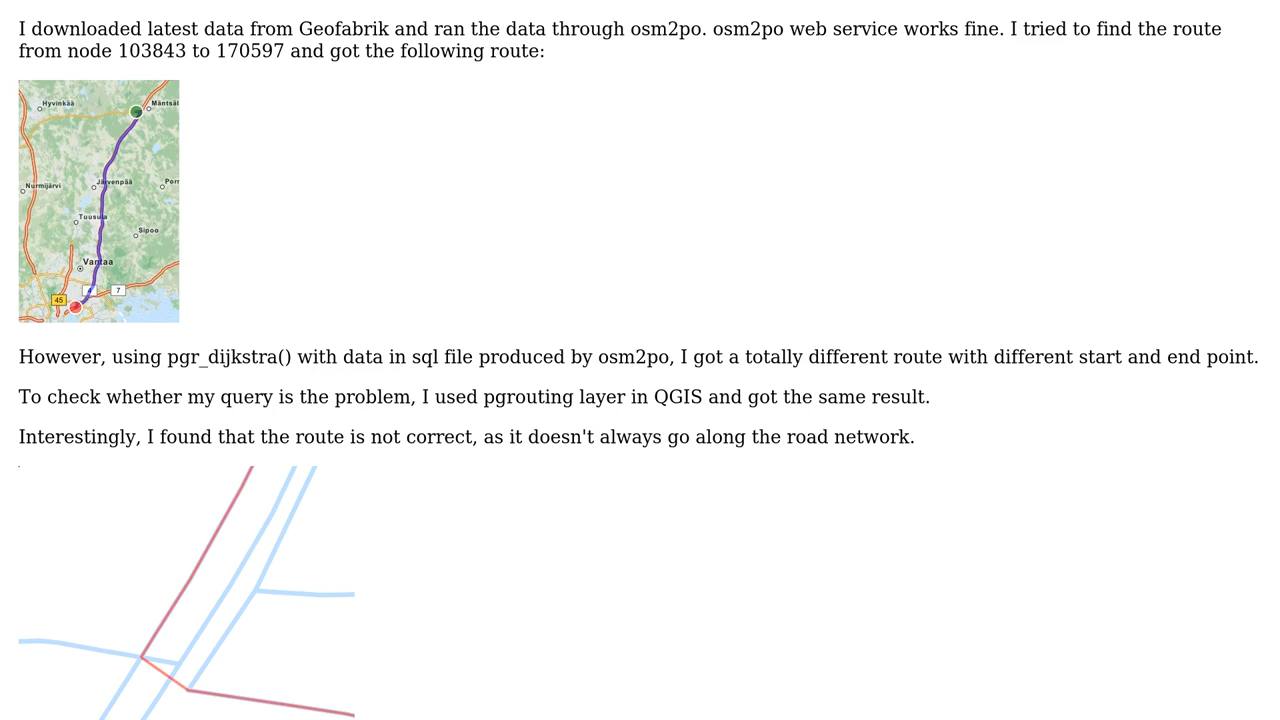 I downloaded latest data from Geofabrik and ran the data through osm2po. osm2po web service works fine. I tried to find the route
from node 103843 to 170597 and got the following route:
Hyvinkää
Mäntsäl
Nurmijärvi
Järvenpää
Porr
Tuusula
Sipoo
Vantaa
4
7
45
However, using pgr_dijkstra() with data in sql file produced by osm2po, I got a totally different route with different start and end point.
To check whether my query is the problem, I used pgrouting layer in QGIS and got the same result.
Interestingly, I found that the route is not correct, as it doesn't always go along the road network.